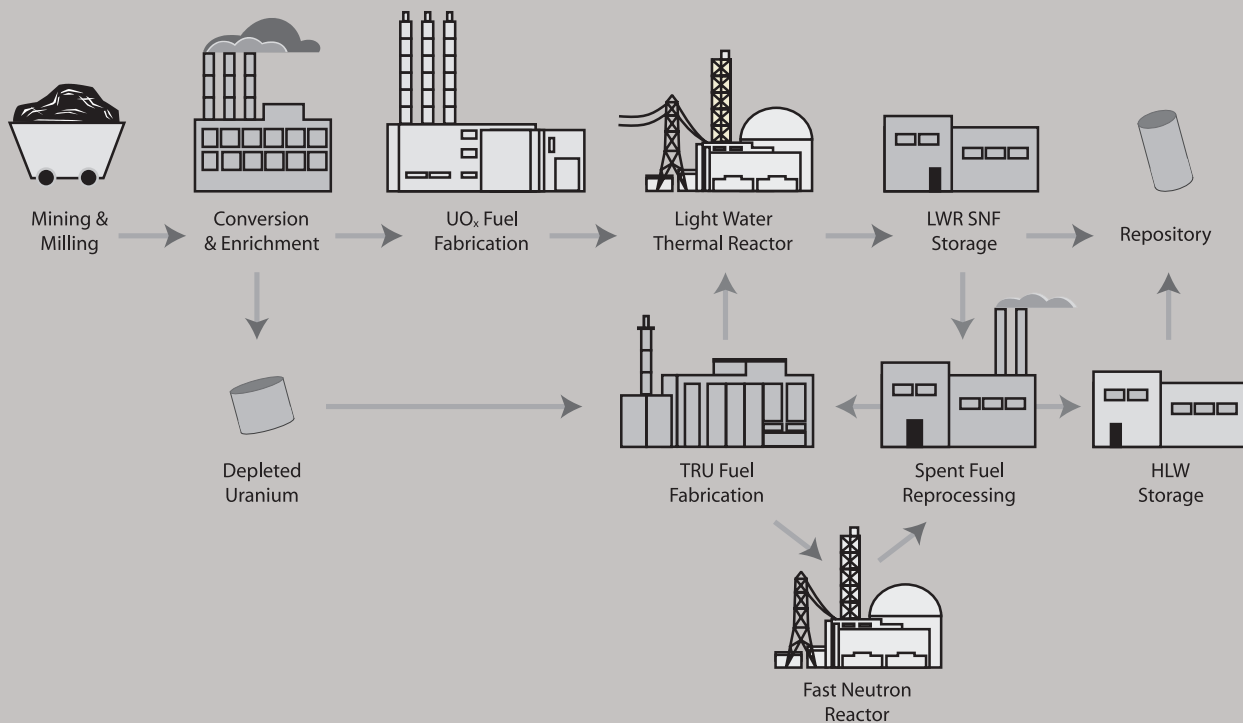 Mining &
Milling
Conversion
& Enrichment
UOₓ Fuel
Fabrication
Light Water
Thermal Reactor
LWR SNF
Storage
Repository
Depleted
Uranium
TRU Fuel
Fabrication
Spent Fuel
Reprocessing
HLW
Storage
Fast Neutron
Reactor